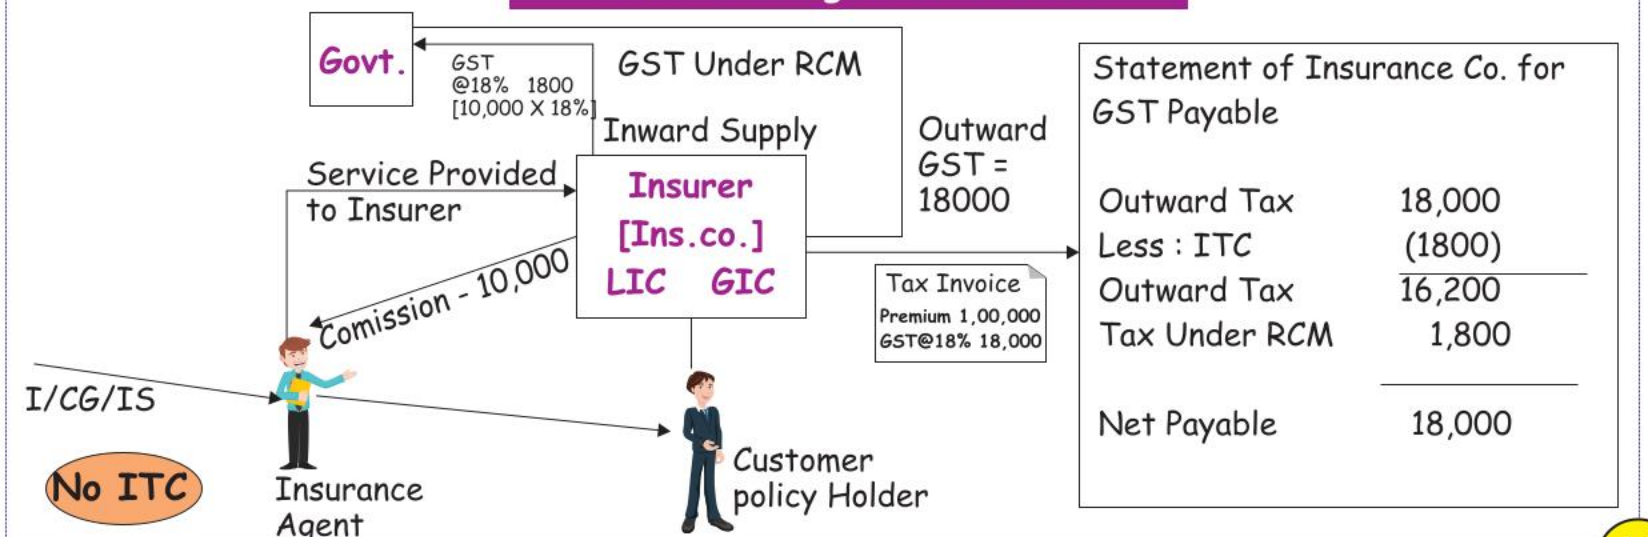 Govt.
GST
@18% 1800
[10,000 X 18%]
GST Under RCM
Inward Supply
Outward
GST =
18000
Service Provided
to Insurer
Insurer
[Ins.co.]
LIC GIC
Comission - 10,000
Tax Invoice
Premium 1,00,000
GST@18% 18,000
I/CG/IS
No ITC
Insurance
Agent
Customer
policy Holder
Statement of Insurance Co. for
GST Payable
Outward Tax 18,000
Less : ITC (1800)
Outward Tax 16,200
Tax Under RCM 1,800
Net Payable 18,000